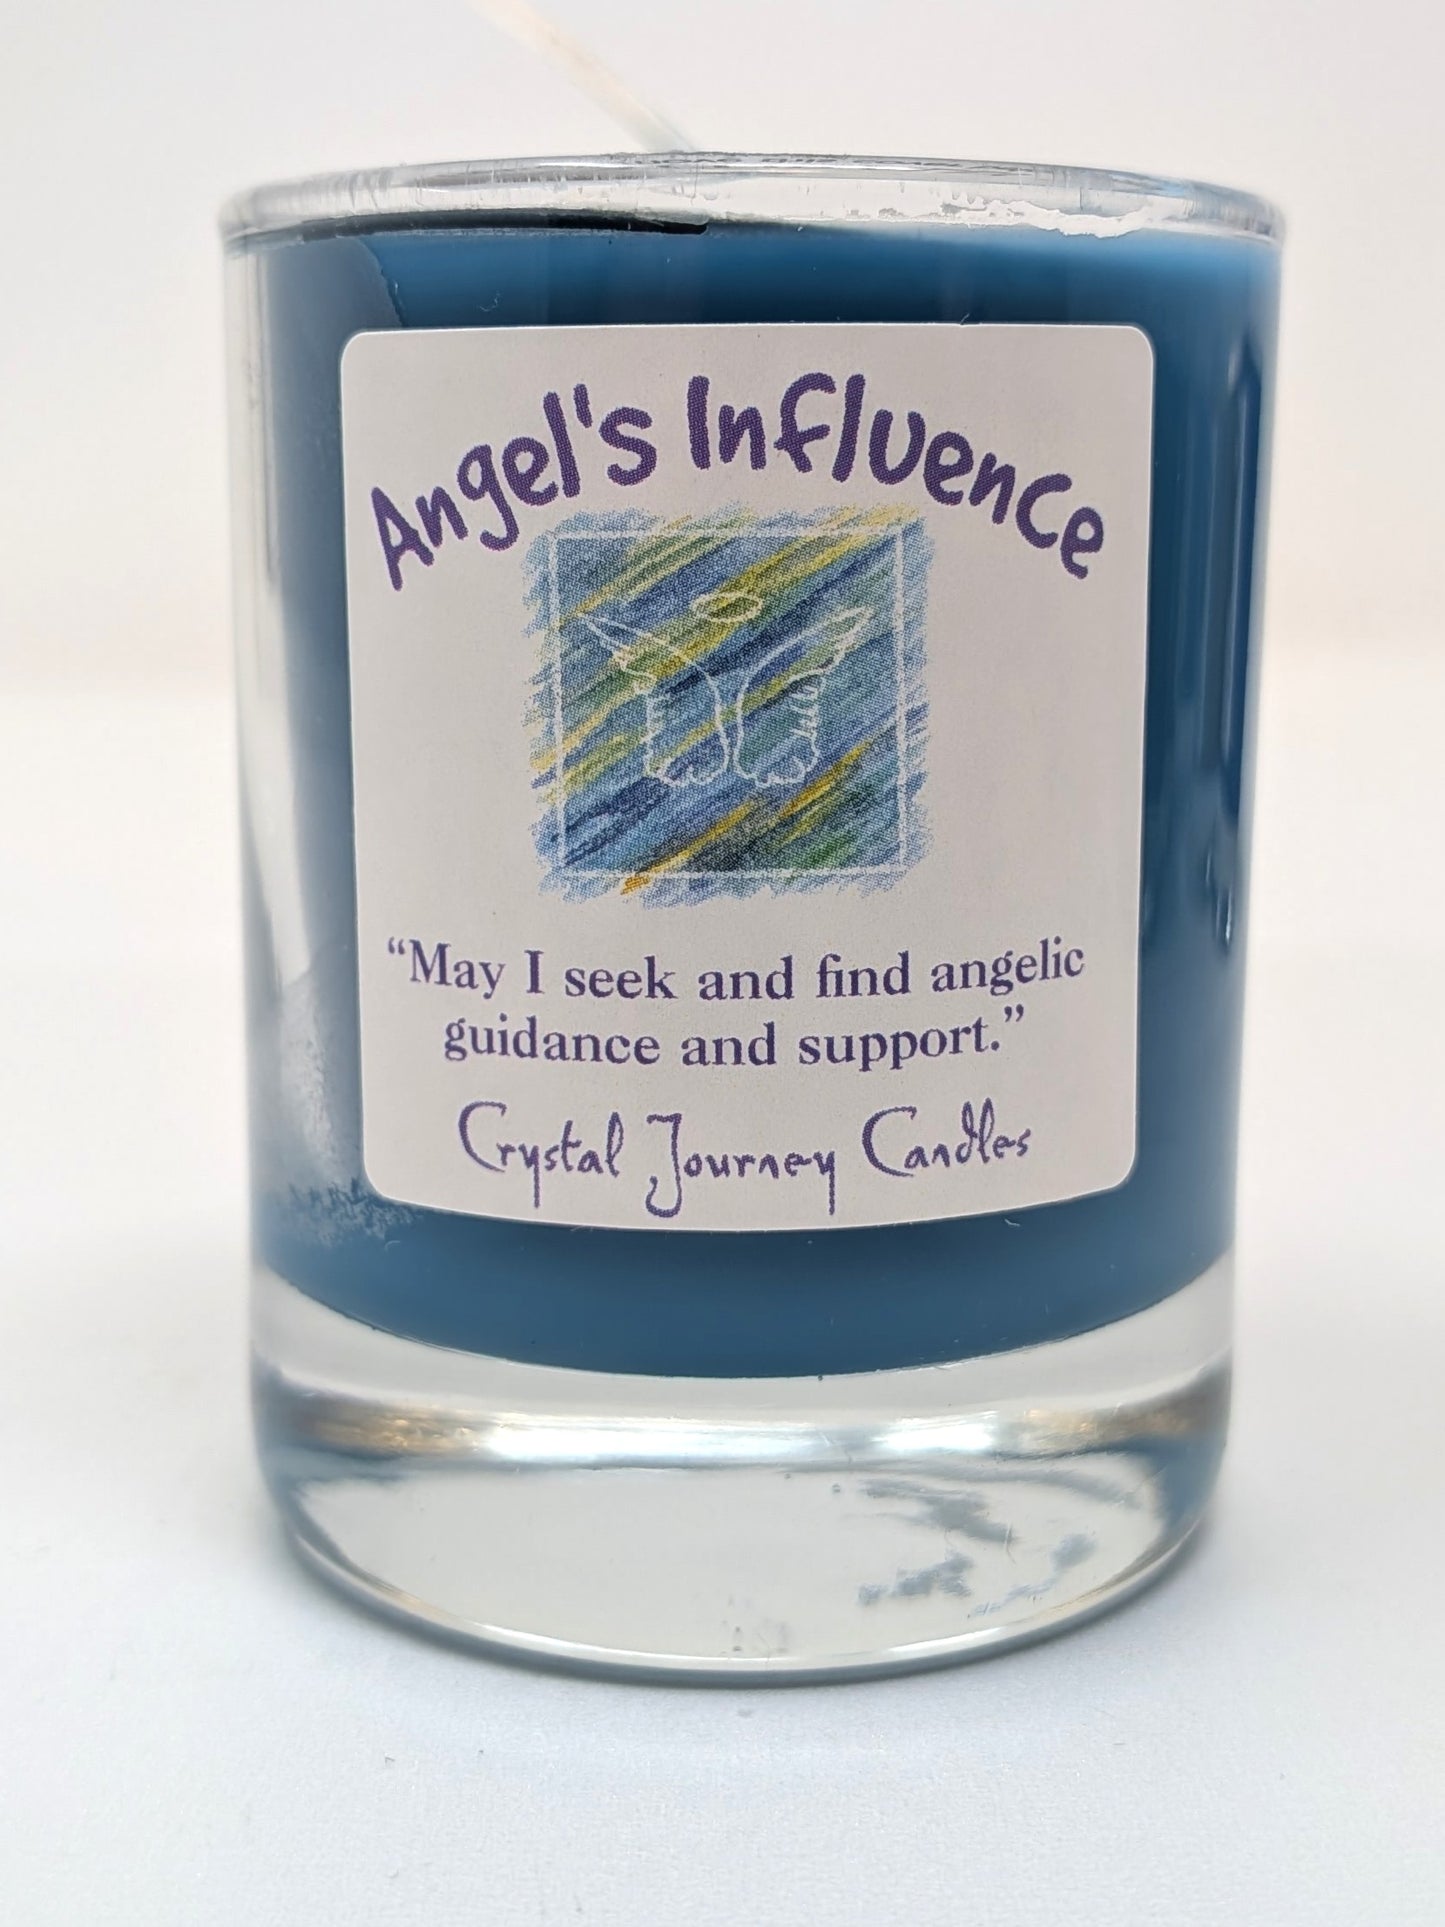 Angel's Influence
“May I seek and find angelic
guidance and support.”
Crystal Journey Candles